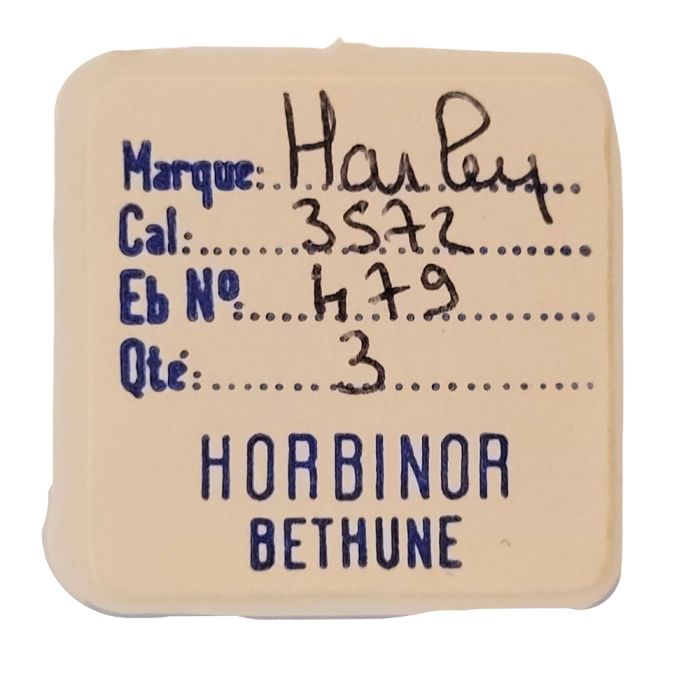 Marque: Harley
Cal: 3572
Eb Nº: 479
Qté: 3
HORBINOR
BETHUNE